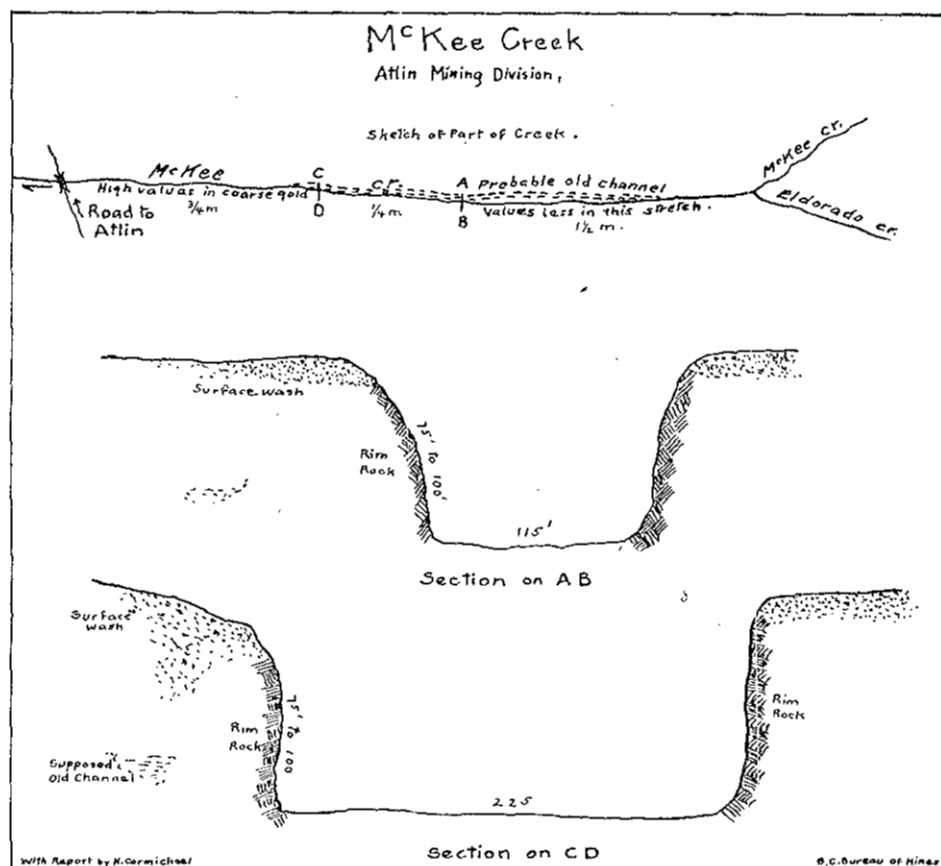 McKee Creek
Atlin Mining Division,
Sketch of Part of Creek.
McKee cr.
Eldorado cr.
McKee cr.
C
A probable old channel
High values in coarse gold
D
B
Values less in this stretch.
3/4 m
1/4 m
1 1/2 m.
Road to
Atlin
Surface wash
Rim
Rock
75' to 100'
115'
Section on AB
Surface
wash
Rim
Rock
75' to 100
Rim
Rock
Supposed
Old Channel
225
Section on CD
With Report by H. Carmichael
B.C. Bureau of Mines